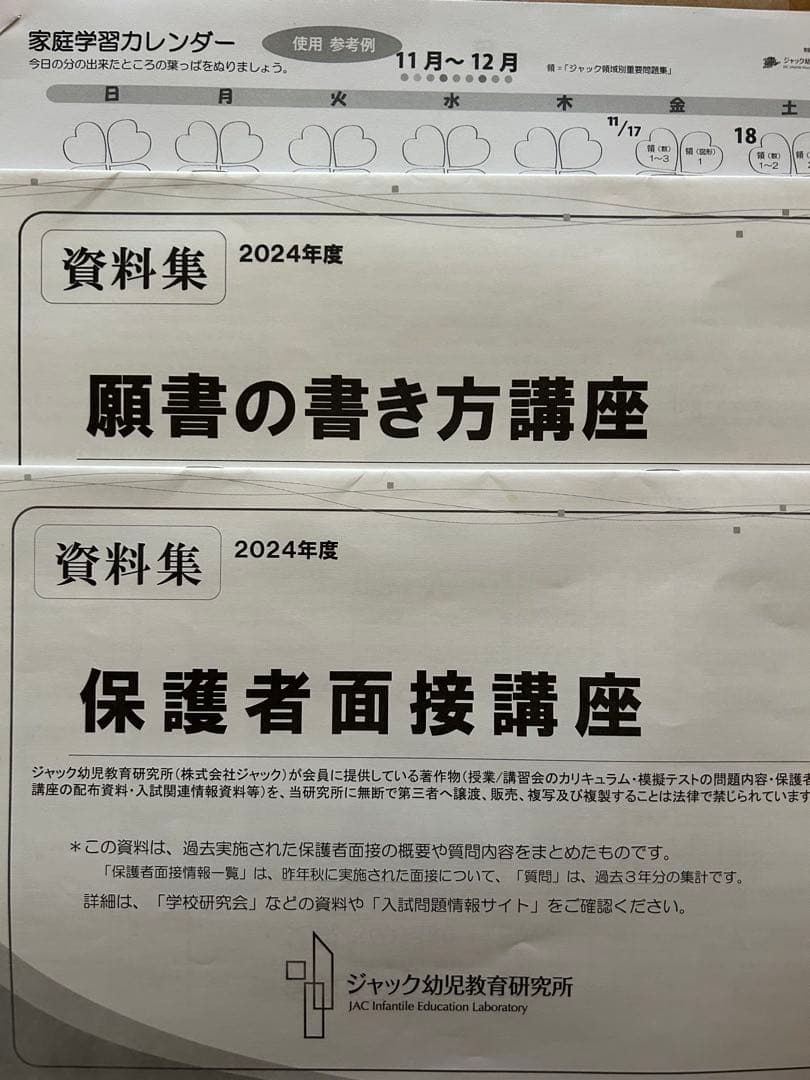 家庭学習カレンダー
使用 参考例
今日の分の出来たところの葉っぱをぬりましょう。
11月～12月
領＝「ジャック領域別重要問題集」
日 月 火 水 木 金 土
11/17
領（数）
1～3
領（図形）
1
18
領（数）
1～2
資料集
2024年度
願書の書き方講座
資料集
2024年度
保護者面接講座
ジャック幼児教育研究所（株式会社ジャック）が会員に提供している著作物（授業/講習会のカリキュラム・模擬テストの問題内容・保護者
講座の配布資料・入試関連情報資料等）を、当研究所に無断で第三者へ譲渡、販売、複写及び複製することは法律で禁じられています
＊この資料は、過去実施された保護者面接の概要や質問内容をまとめたものです。
「保護者面接情報一覧」は、昨年秋に実施された面接について、「質問」は、過去３年分の集計です。
詳細は、「学校研究会」などの資料や「入試問題情報サイト」をご確認ください。
ジャック幼児教育研究所
JAC Infantile Education Laboratory